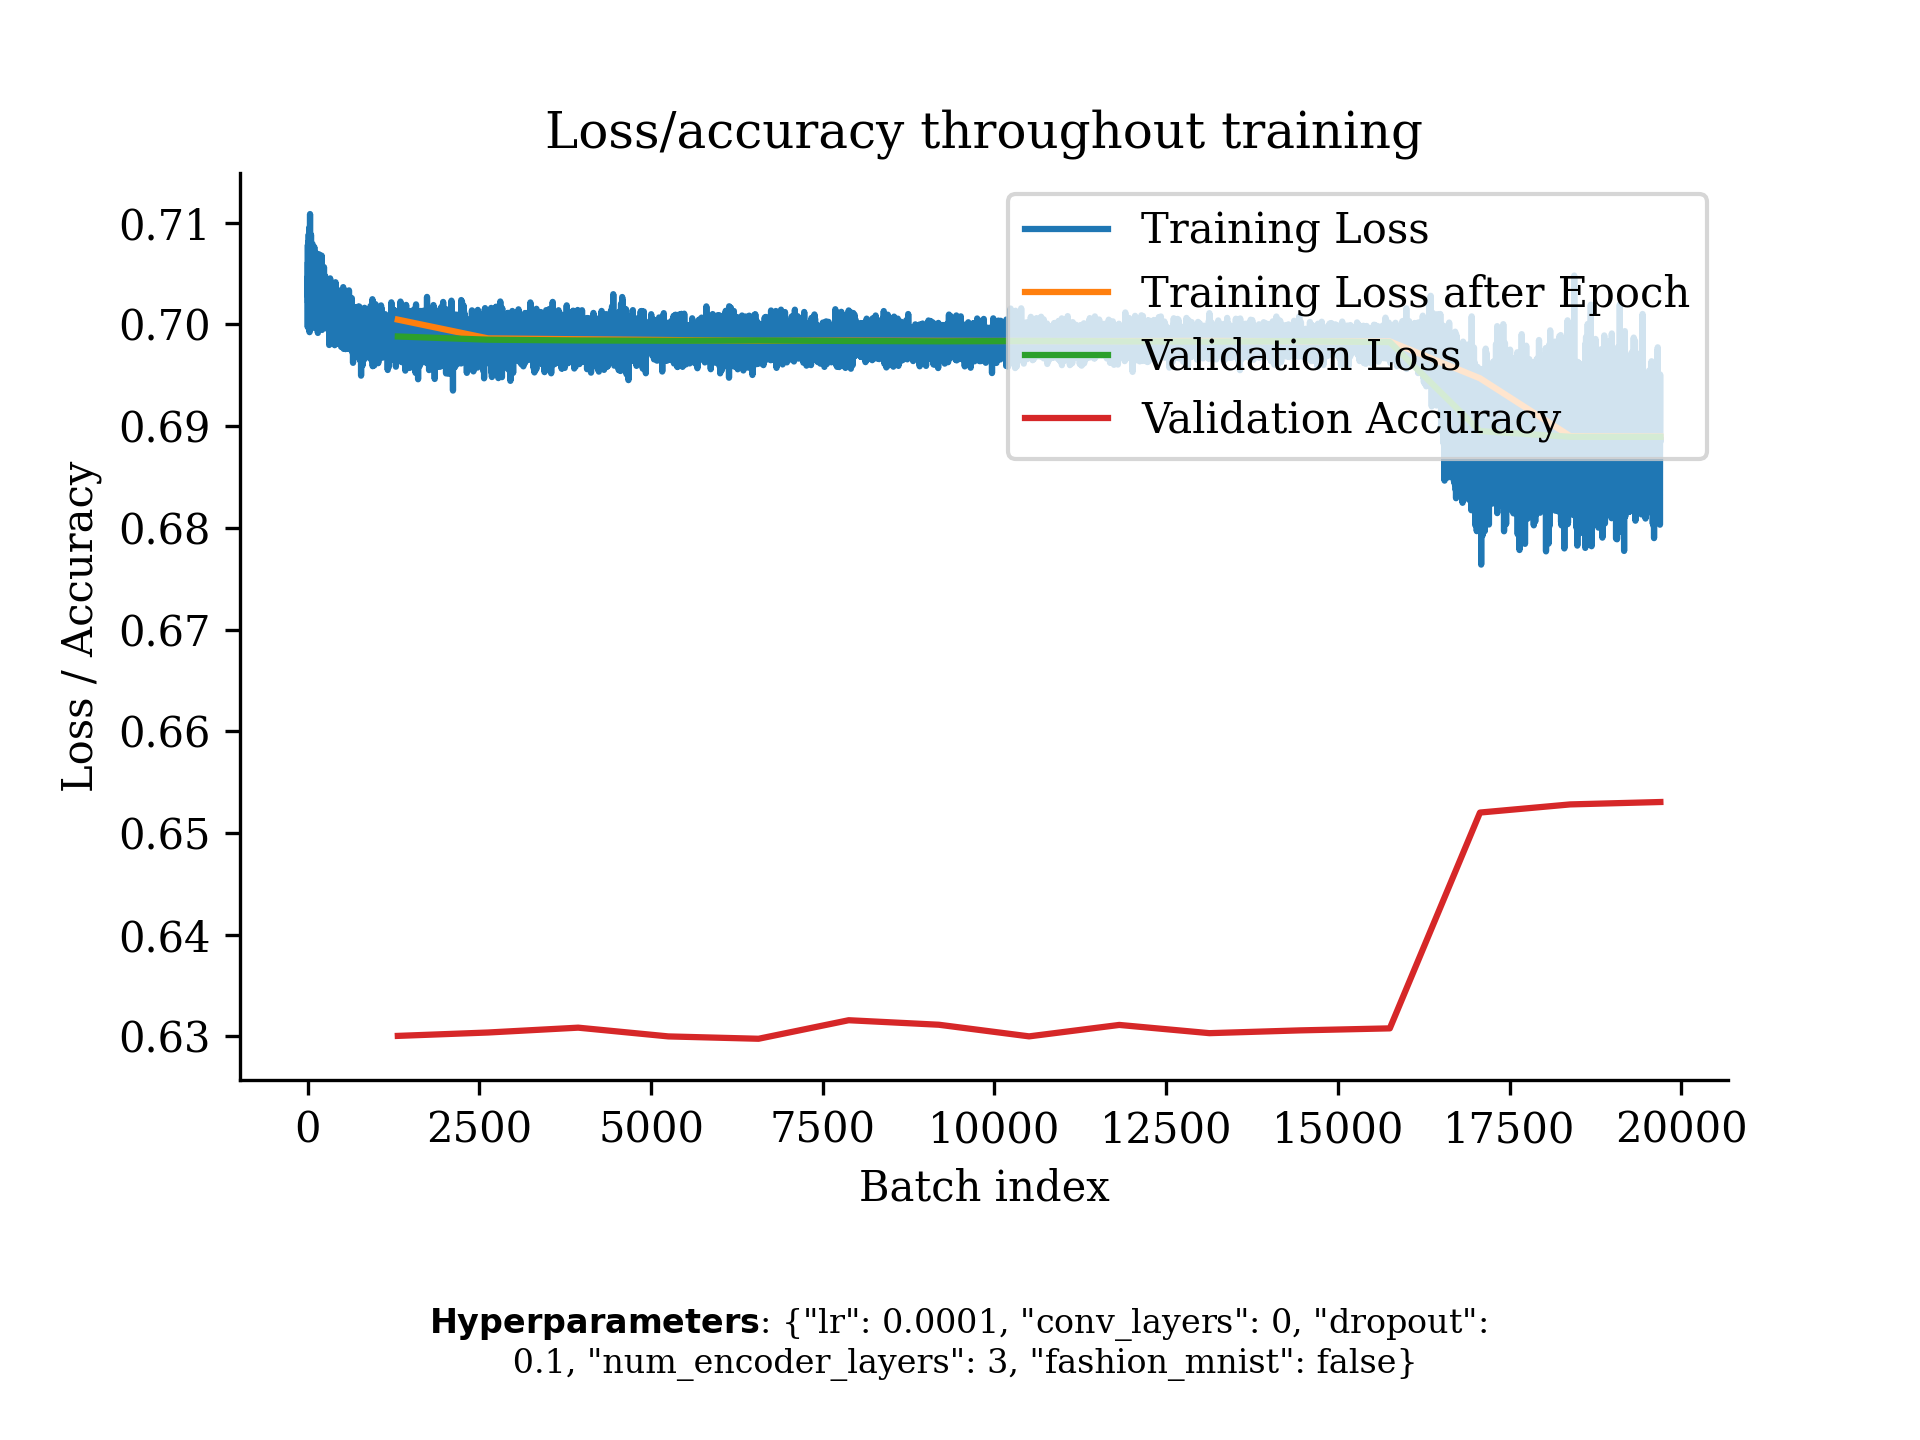 Loss/accuracy throughout training
Training Loss
Training Loss after Epoch
Validation Loss
Validation Accuracy
Loss / Accuracy
0.71
0.70
0.69
0.68
0.67
0.66
0.65
0.64
0.63
0 2500 5000 7500 10000 12500 15000 17500 20000
Batch index
Hyperparameters: {"lr": 0.0001, "conv_layers": 0, "dropout":
0.1, "num_encoder_layers": 3, "fashion_mnist": false}